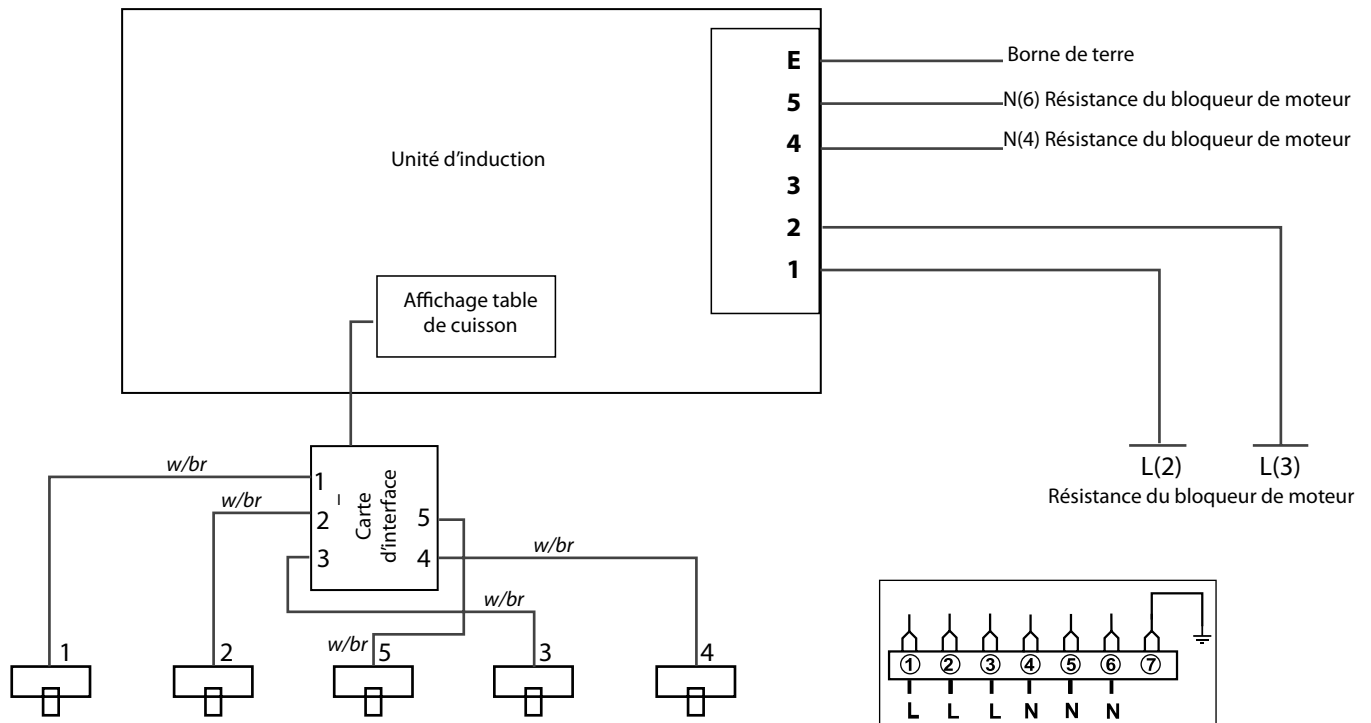 E
Borne de terre
5
N(6) Résistance du bloqueur de moteur
4
N(4) Résistance du bloqueur de moteur
Unité d’induction
3
2
1
Affichage table
de cuisson
L(2)
L(3)
Résistance du bloqueur de moteur
w/br
1
w/br
2
3
Carte
d’interface
5
4
w/br
w/br
w/br
1
2
5
3
4
1 2 3 4 5 6 7
L L L N N N